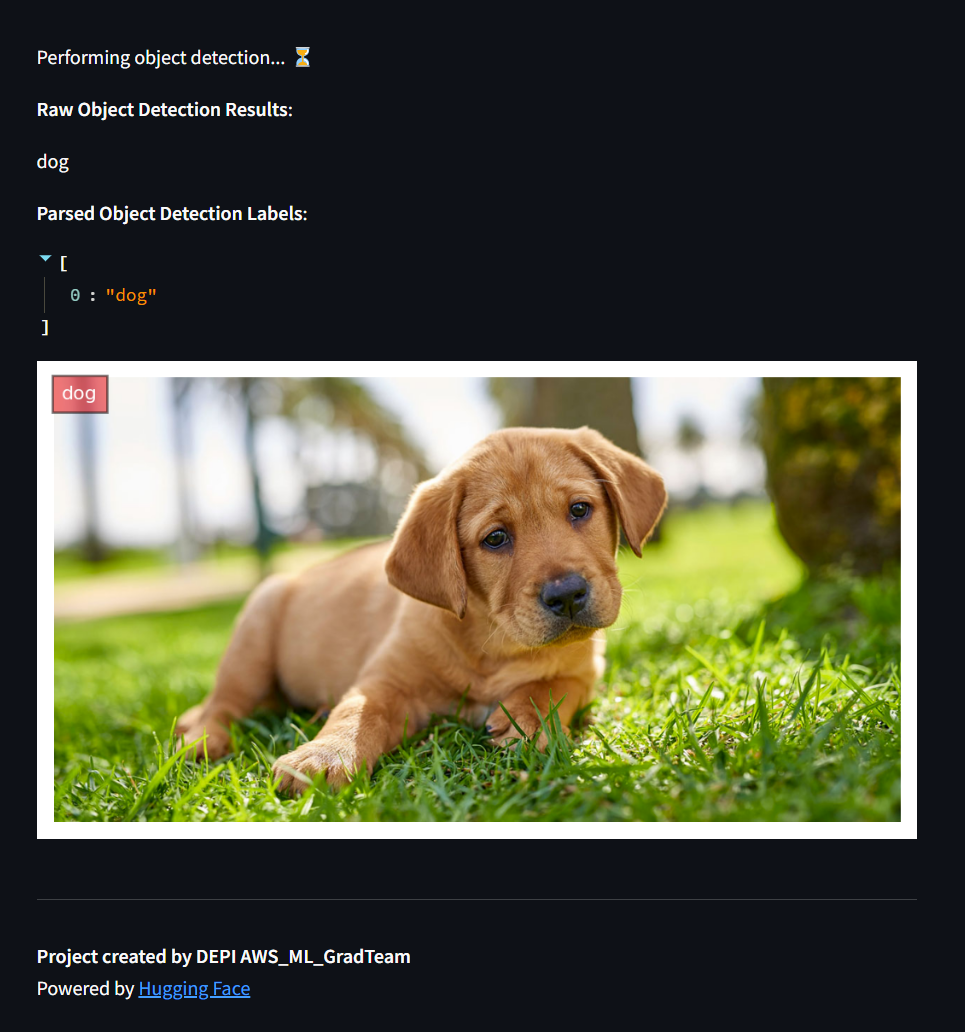 Performing object detection... ⏳
Raw Object Detection Results:
dog
Parsed Object Detection Labels:
[
0 : "dog"
]
dog
Project created by DEPI AWS_ML_GradTeam
Powered by Hugging Face